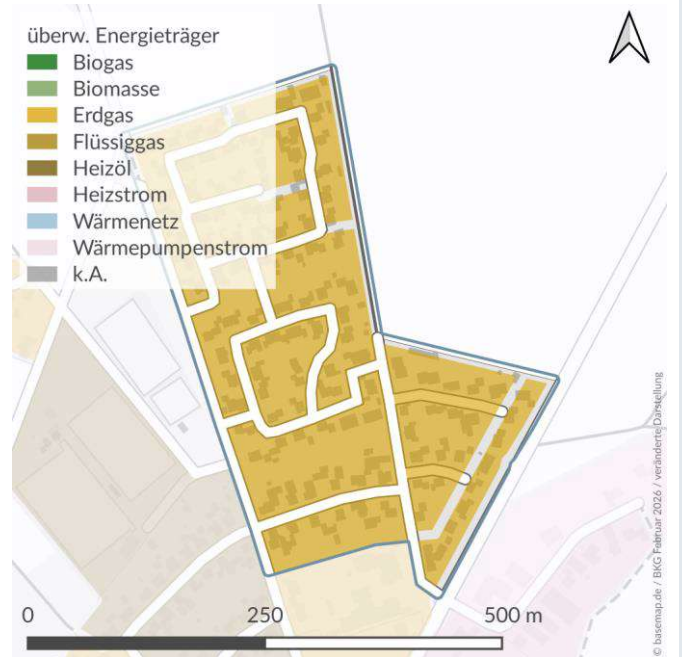 überw. Energieträger
Biogas
Biomasse
Erdgas
Flüssiggas
Heizöl
Heizstrom
Wärmenetz
Wärmepumpenstrom
k.A.
0 250 500 m
© basemap.de / BKG Februar 2026 / veränderte Darstellung